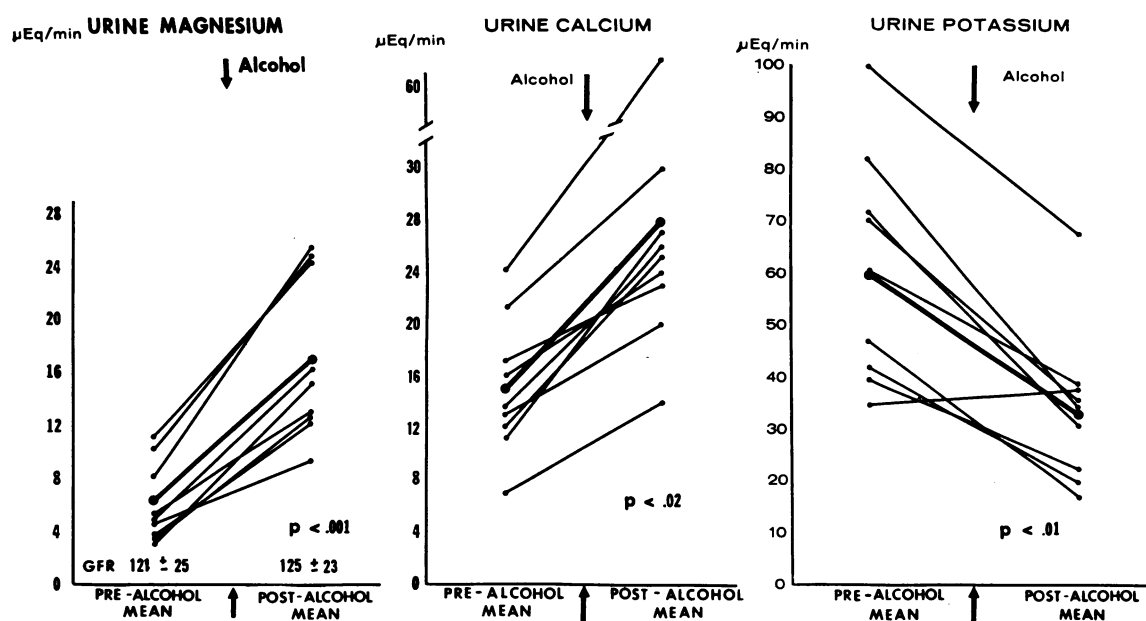 URINE MAGNESIUM
µEq/min
Alcohol
28
24
20
16
12
8
4
0
p < .001
GFR 121 ± 25 125 ± 23
PRE-ALCOHOL MEAN
POST-ALCOHOL MEAN
URINE CALCIUM
µEq/min
Alcohol
60
30
28
24
20
16
12
8
4
0
p < .02
PRE-ALCOHOL MEAN
POST-ALCOHOL MEAN
URINE POTASSIUM
µEq/min
Alcohol
100
100
90
80
70
60
50
40
30
20
10
0
p < .01
PRE-ALCOHOL MEAN
POST-ALCOHOL MEAN